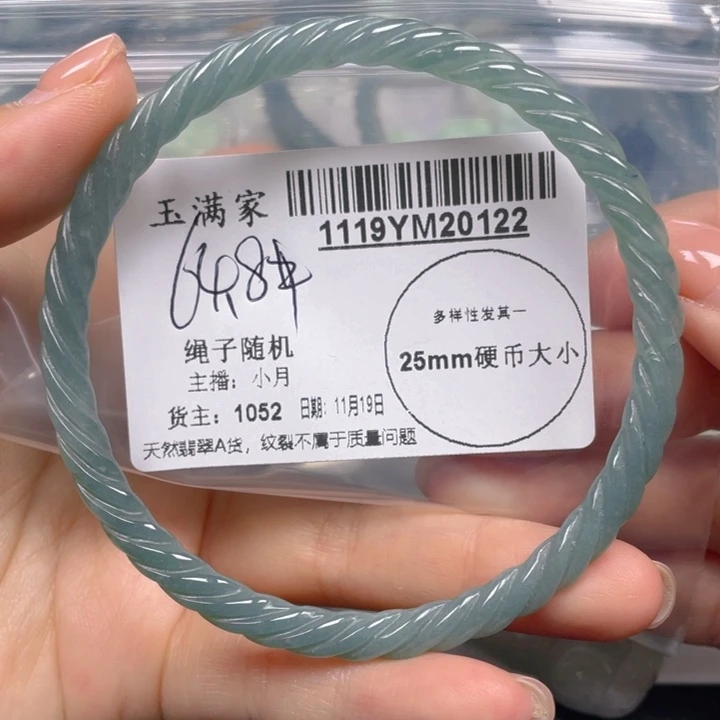 玉满家
1119YM20122
64.8#
多样性发其一
25mm硬币大小
绳子随机
主播：小月
货主：1052 日期：11月19日
天然翡翠A货，纹裂不属于质量问题